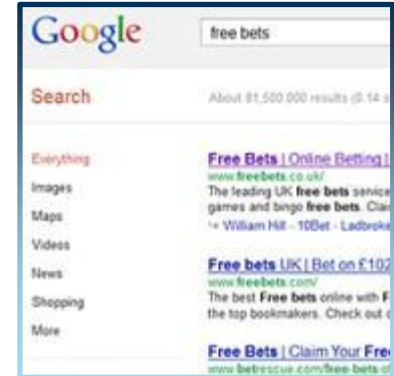 Google
free bets
Search
About 81,500,000 results (0.14 s
Everything
Images
Maps
Videos
News
Shopping
More
Free Bets | Online Betting |
www.freebets.co.uk/
The leading UK free bets service
games and bingo free bets. Clai
William Hill - 10Bet - Ladbroke
Free bets UK | Bet on £102
www.freebets.com/
The best Free bets online with F
the top bookmakers. Check out
Free Bets | Claim Your Free
www.betrescue.com/free-bets